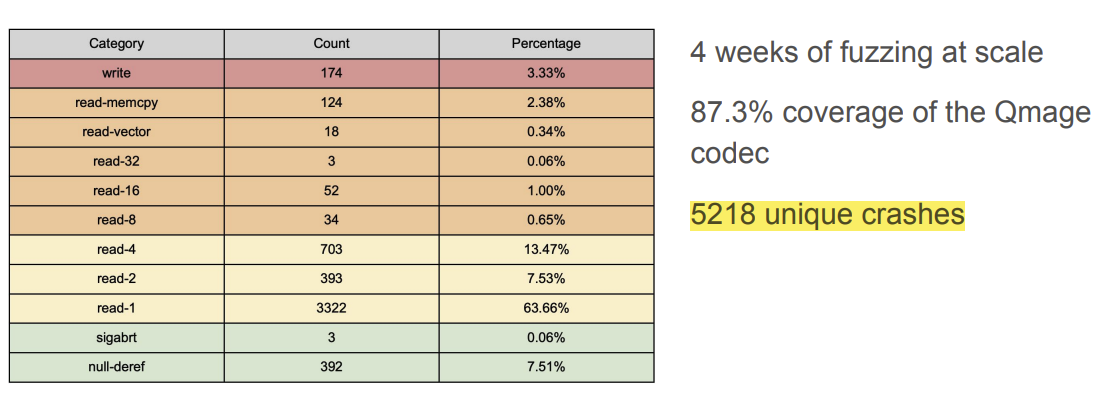 Category Count Percentage
write 174 3.33%
read-memcpy 124 2.38%
read-vector 18 0.34%
read-32 3 0.06%
read-16 52 1.00%
read-8 34 0.65%
read-4 703 13.47%
read-2 393 7.53%
read-1 3322 63.66%
sigabrt 3 0.06%
null-deref 392 7.51%
4 weeks of fuzzing at scale
87.3% coverage of the Qmage
codec
5218 unique crashes